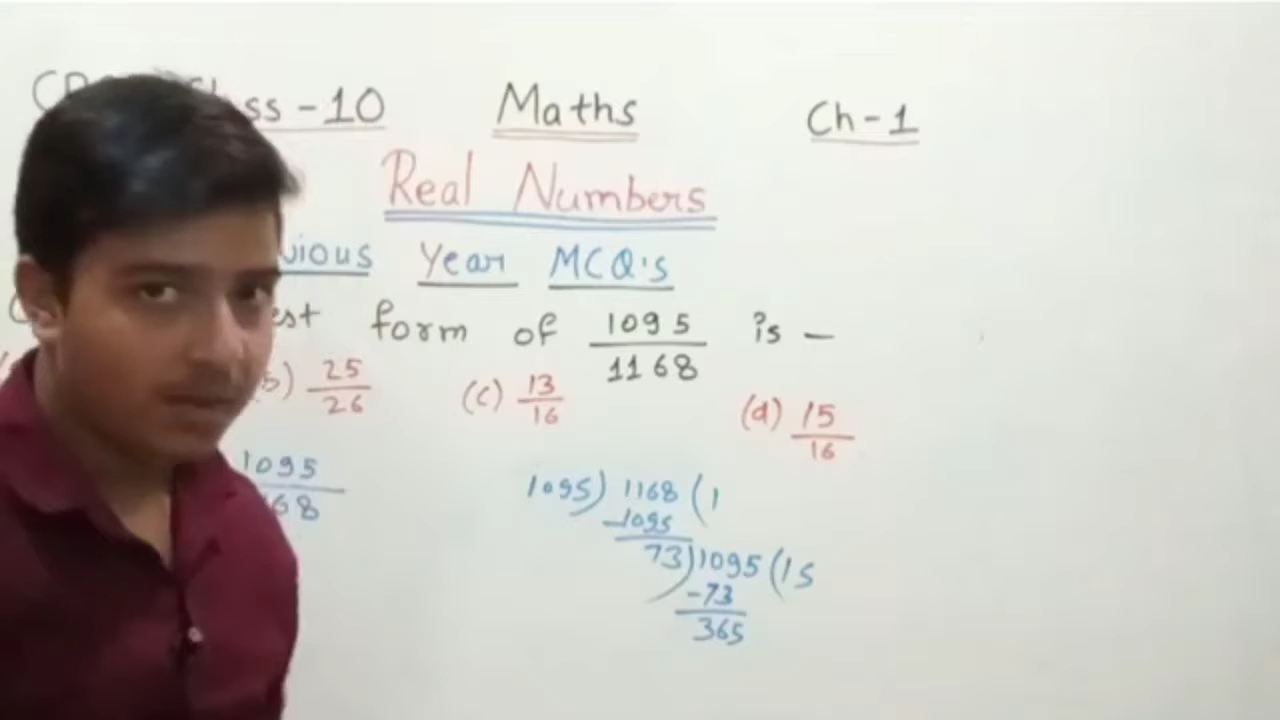 ss - 10 Maths Ch - 1
Real Numbers
vious Year MCQ's
est form of 1095/1168 is —
b) 25/26 (c) 13/16 (d) 15/16
1095/68
1095) 1168 (1
-1095
73) 1095 (15
-73
365